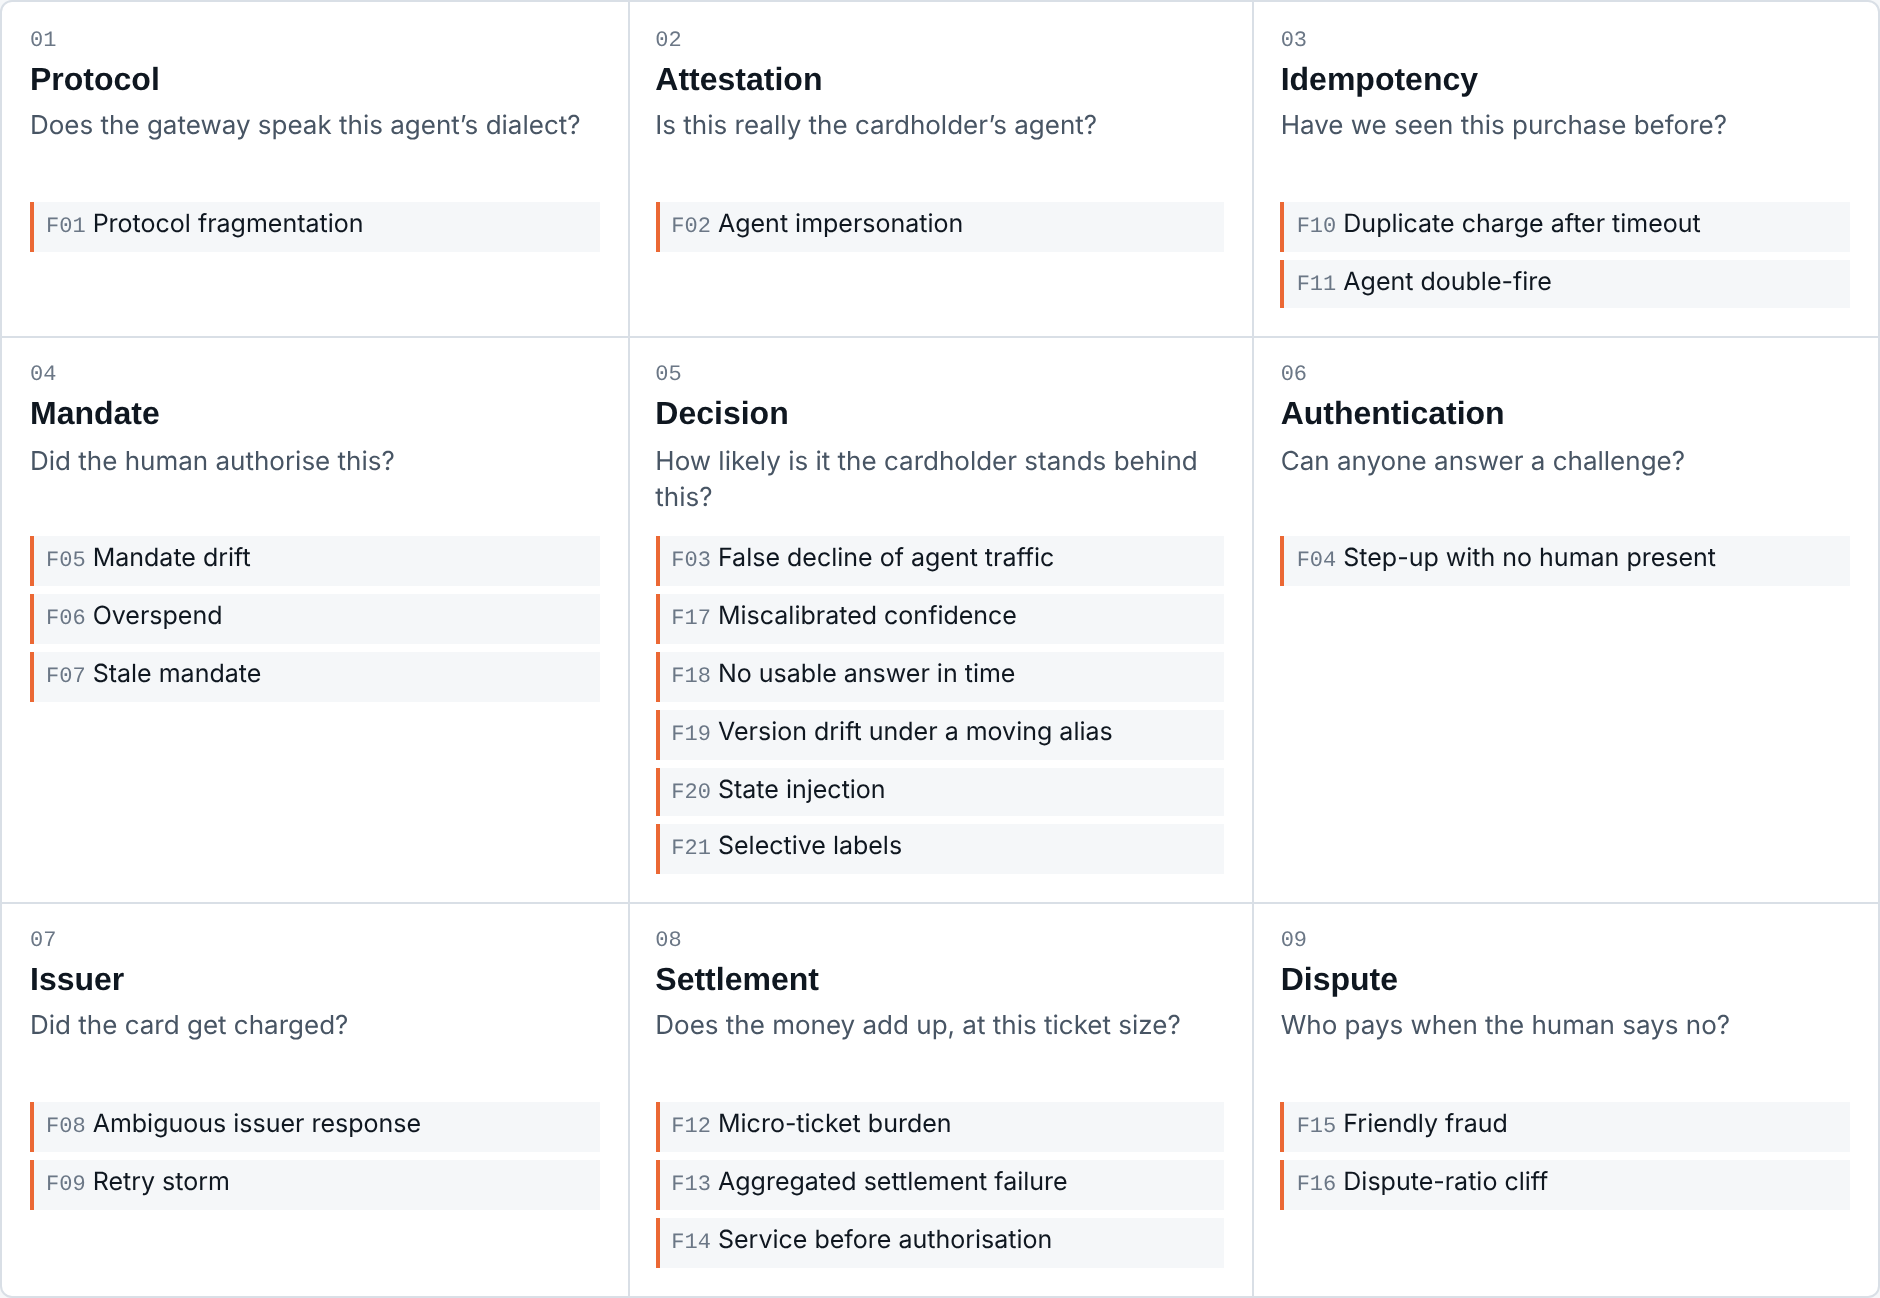 01
Protocol
Does the gateway speak this agent’s dialect?
F01 Protocol fragmentation
02
Attestation
Is this really the cardholder’s agent?
F02 Agent impersonation
03
Idempotency
Have we seen this purchase before?
F10 Duplicate charge after timeout
F11 Agent double-fire
04
Mandate
Did the human authorise this?
F05 Mandate drift
F06 Overspend
F07 Stale mandate
05
Decision
How likely is it the cardholder stands behind
this?
F03 False decline of agent traffic
F17 Miscalibrated confidence
F18 No usable answer in time
F19 Version drift under a moving alias
F20 State injection
F21 Selective labels
06
Authentication
Can anyone answer a challenge?
F04 Step-up with no human present
07
Issuer
Did the card get charged?
F08 Ambiguous issuer response
F09 Retry storm
08
Settlement
Does the money add up, at this ticket size?
F12 Micro-ticket burden
F13 Aggregated settlement failure
F14 Service before authorisation
09
Dispute
Who pays when the human says no?
F15 Friendly fraud
F16 Dispute-ratio cliff